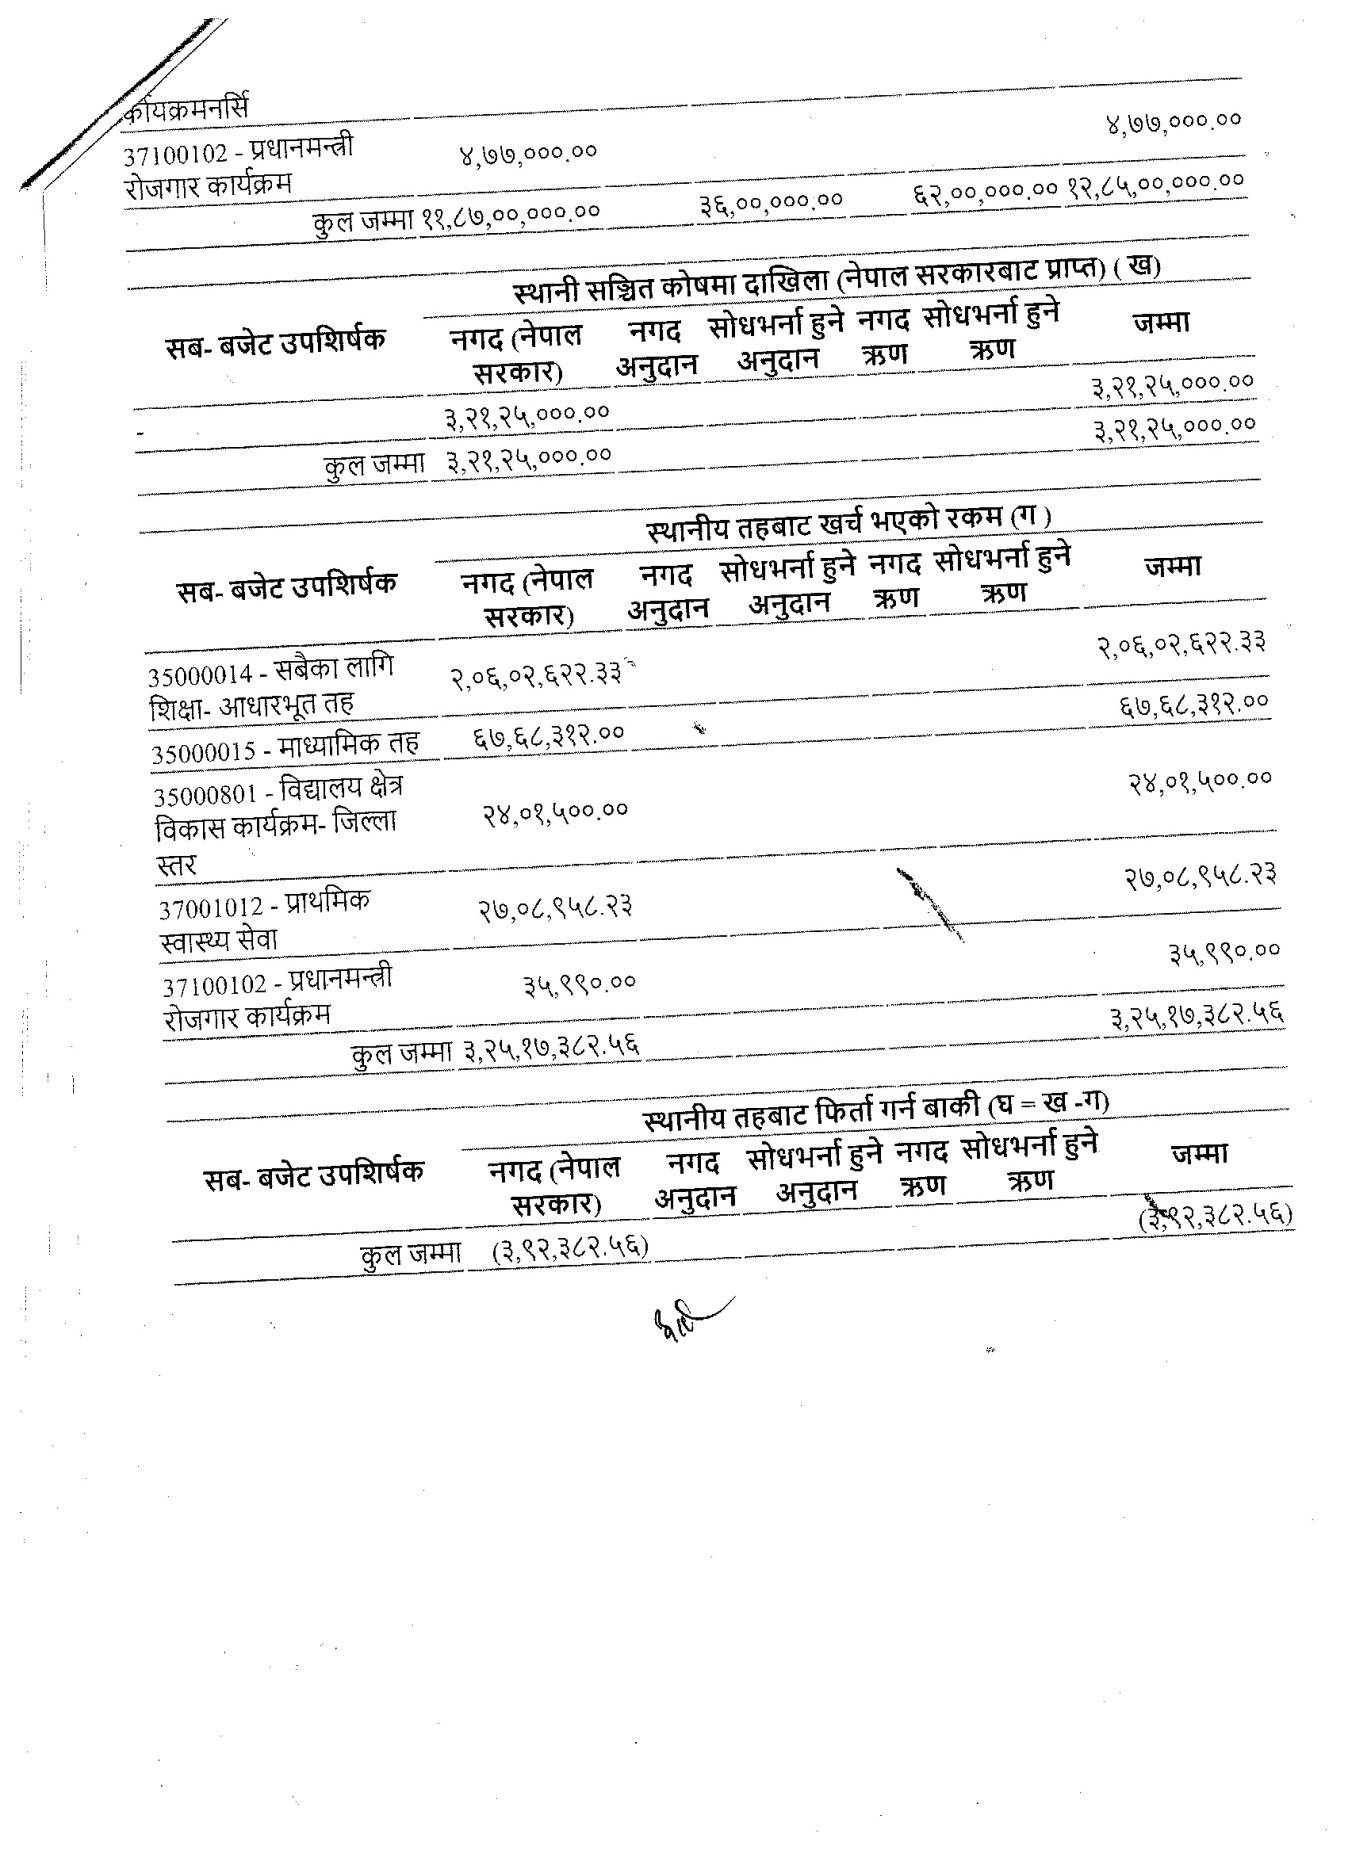 र्कायक्रमनर्सि
37100102 - प्रधानमन्त्री ४,७७,०००.०० ४,७७,०००.००
रोजगार कार्यक्रम
कुल जम्मा ११,८७,००,०००.०० ३६,००,०००.०० ६२,००,०००.०० १२,८५,००,०००.००
स्थानी सञ्चित कोषमा दाखिला (नेपाल सरकारबाट प्राप्त) ( ख)
सब- बजेट उपशिर्षक नगद (नेपाल नगद सोधभर्ना हुने नगद सोधभर्ना हुने जम्मा
सरकार) अनुदान अनुदान ऋण ऋण
- ३,२१,२५,०००.०० ३,२१,२५,०००.००
कुल जम्मा ३,२१,२५,०००.०० ३,२१,२५,०००.००
स्थानीय तहबाट खर्च भएको रकम (ग )
सब- बजेट उपशिर्षक नगद (नेपाल नगद सोधभर्ना हुने नगद सोधभर्ना हुने जम्मा
सरकार) अनुदान अनुदान ऋण ऋण
35000014 - सबैका लागि २,०६,०२,६२२.३३ २,०६,०२,६२२.३३
शिक्षा- आधारभूत तह
35000015 - माध्यामिक तह ६७,६८,३१२.०० ६७,६८,३१२.००
35000801 - विद्यालय क्षेत्र
विकास कार्यक्रम- जिल्ला २४,०१,५००.०० २४,०१,५००.००
स्तर
37001012 - प्राथमिक २७,०८,९५८.२३ २७,०८,९५८.२३
स्वास्थ्य सेवा
37100102 - प्रधानमन्त्री ३५,९९०.०० ३५,९९०.००
रोजगार कार्यक्रम
कुल जम्मा ३,२५,१७,३८२.५६ ३,२५,१७,३८२.५६
स्थानीय तहबाट फिर्ता गर्न बाकी (घ = ख -ग)
सब- बजेट उपशिर्षक नगद (नेपाल नगद सोधभर्ना हुने नगद सोधभर्ना हुने जम्मा
सरकार) अनुदान अनुदान ऋण ऋण
कुल जम्मा (३,९२,३८२.५६) (३,९२,३८२.५६)